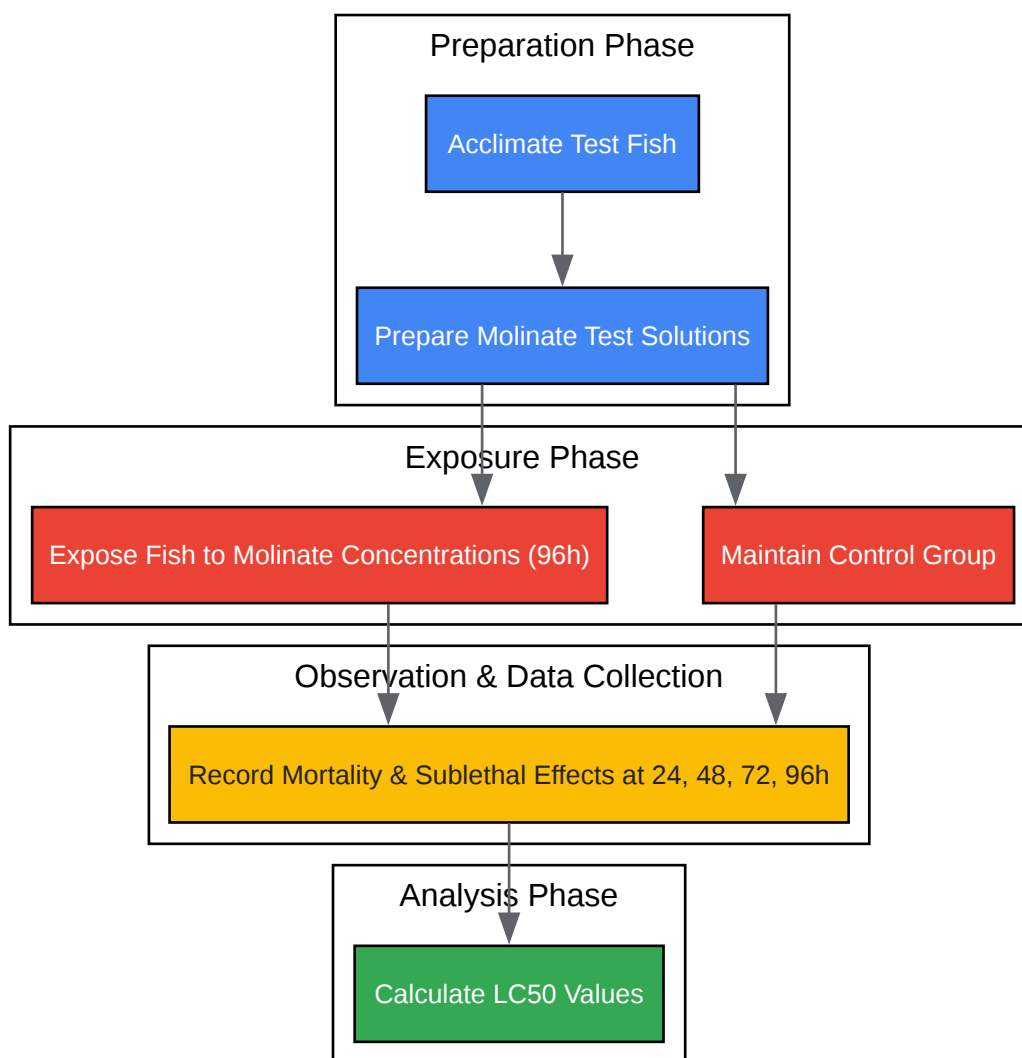 Preparation Phase
Acclimate Test Fish
Prepare Molinate Test Solutions
Exposure Phase
Expose Fish to Molinate Concentrations (96h)
Maintain Control Group
Observation & Data Collection
Record Mortality & Sublethal Effects at 24, 48, 72, 96h
Analysis Phase
Calculate LC50 Values